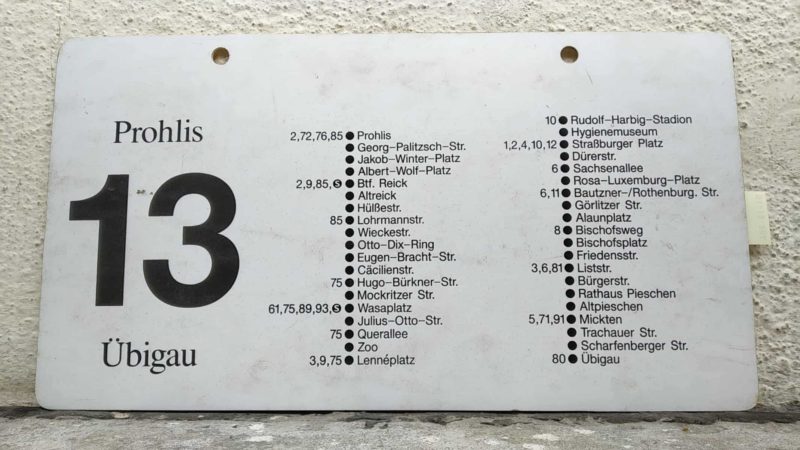 Prohlis
13
Übigau
2,72,76,85 Prohlis
Georg-Palitzsch-Str.
Jakob-Winter-Platz
Albert-Wolf-Platz
2,9,85,S Btf. Reick
Altreick
Hülßestr.
85 Lohrmannstr.
Wieckestr.
Otto-Dix-Ring
Eugen-Bracht-Str.
Cäcilienstr.
75 Hugo-Bürkner-Str.
Mockritzer Str.
61,75,89,93,S Wasaplatz
Julius-Otto-Str.
75 Querallee
Zoo
3,9,75 Lennéplatz
10 Rudolf-Harbig-Stadion
Hygienemuseum
1,2,4,10,12 Straßburger Platz
Dürerstr.
6 Sachsenallee
Rosa-Luxemburg-Platz
6,11 Bautzner-/Rothenburg. Str.
Görlitzer Str.
Alaunplatz
8 Bischofsweg
Bischofsplatz
Friedensstr.
3,6,81 Liststr.
Bürgerstr.
Rathaus Pieschen
Altpieschen
5,71,91 Mickten
Trachauer Str.
Scharfenberger Str.
80 Übigau